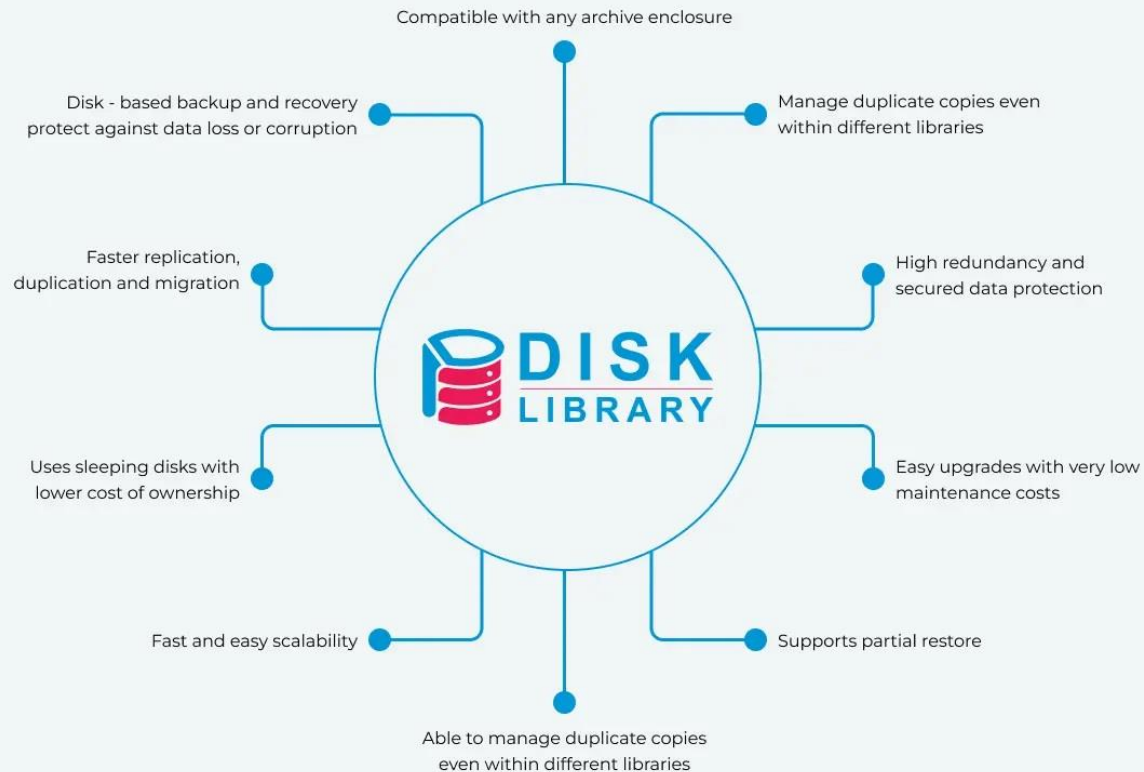 Compatible with any archive enclosure
Disk - based backup and recovery
protect against data loss or corruption
Manage duplicate copies even
within different libraries
Faster replication,
duplication and migration
High redundancy and
secured data protection
DISK
LIBRARY
Uses sleeping disks with
lower cost of ownership
Easy upgrades with very low
maintenance costs
Fast and easy scalability
Supports partial restore
Able to manage duplicate copies
even within different libraries